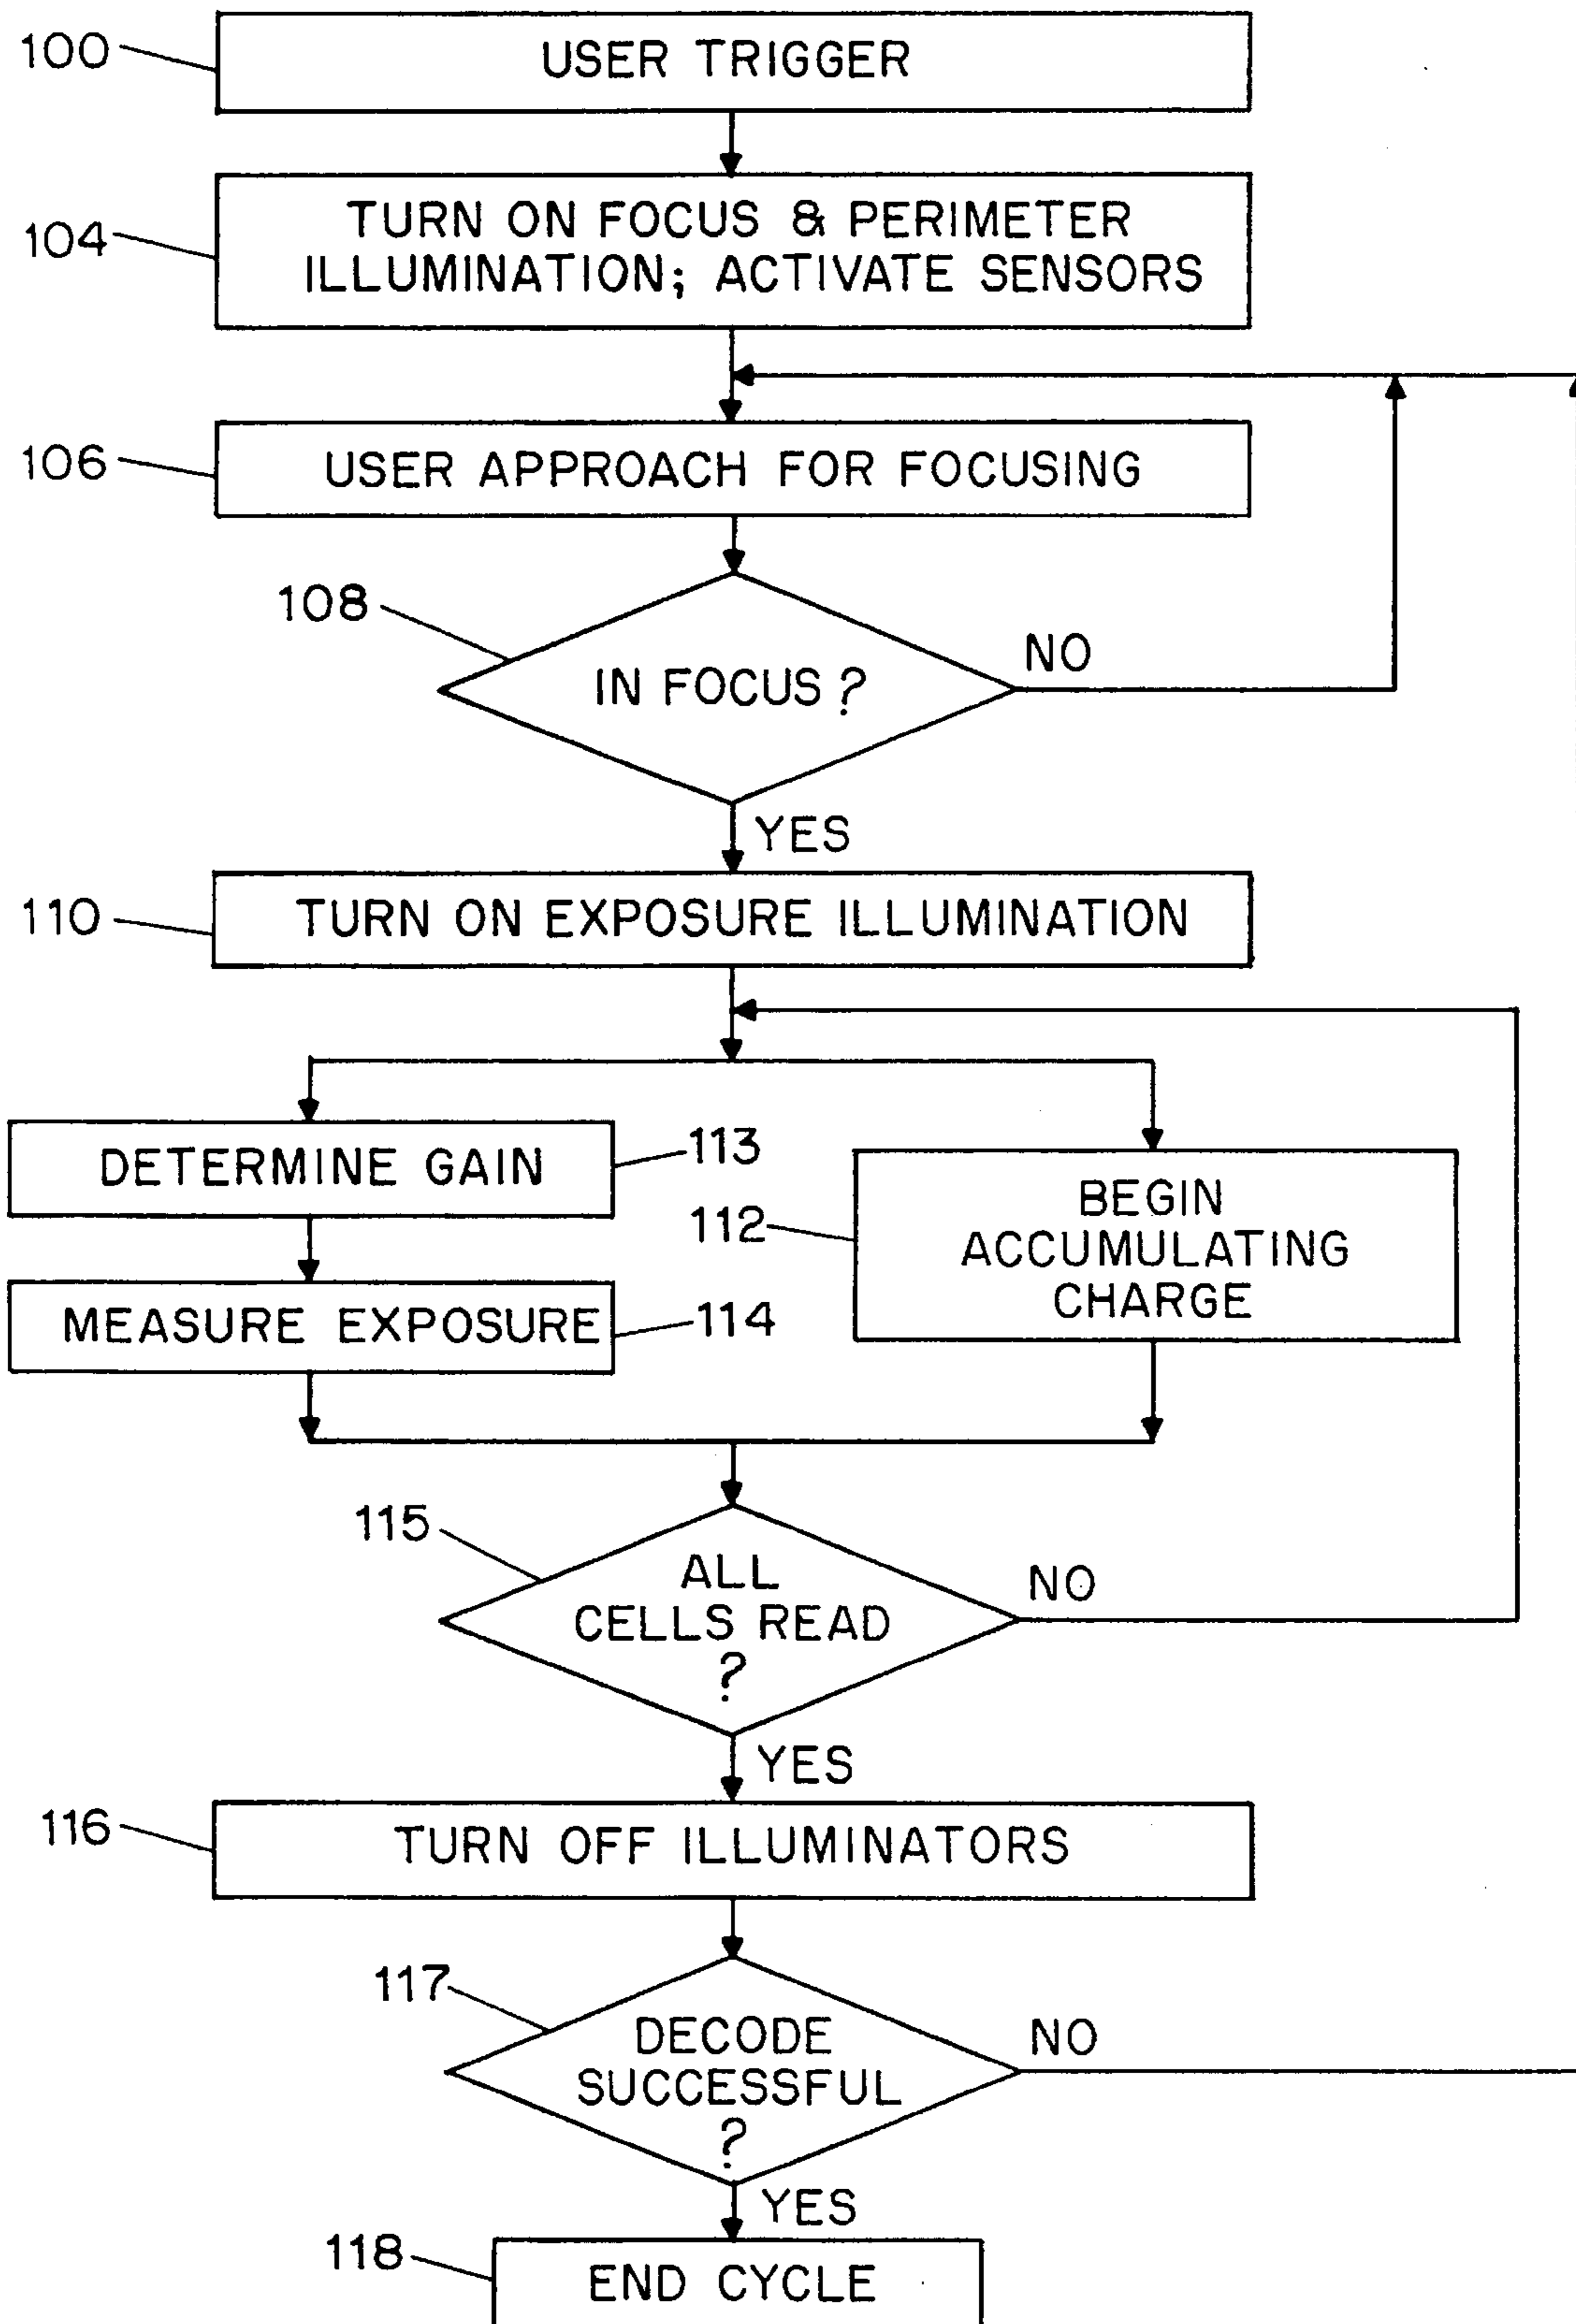 100
USER TRIGGER
104
TURN ON FOCUS & PERIMETER
ILLUMINATION; ACTIVATE SENSORS
106
USER APPROACH FOR FOCUSING
108
IN FOCUS?
NO
YES
110
TURN ON EXPOSURE ILLUMINATION
DETERMINE GAIN
113
112
BEGIN
ACCUMULATING
CHARGE
MEASURE EXPOSURE
114
115
ALL
CELLS READ
?
NO
YES
116
TURN OFF ILLUMINATORS
117
DECODE
SUCCESSFUL
?
NO
YES
118
END CYCLE